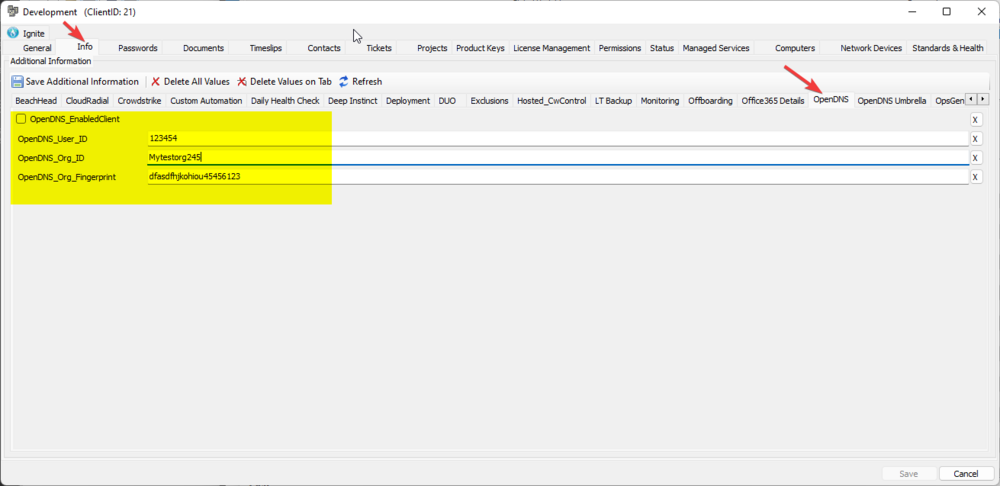 Development (ClientID: 21)
Ignite
General Info Passwords Documents Timeslips Contacts Tickets Projects Product Keys License Management Permissions Status Managed Services Computers Network Devices Standards & Health
Additional Information
Save Additional Information Delete All Values Delete Values on Tab Refresh
BeachHead CloudRadial Crowdstrike Custom Automation Daily Health Check Deep Instinct Deployment DUO Exclusions Hosted_CwControl LT Backup Monitoring Offboarding Office365 Details OpenDNS OpenDNS Umbrella OpsGen
OpenDNS_EnabledClient X
OpenDNS_User_ID 123454 X
OpenDNS_Org_ID Mytestorg245 X
OpenDNS_Org_Fingerprint dfasdfhjkohiou45456123 X
Save Cancel